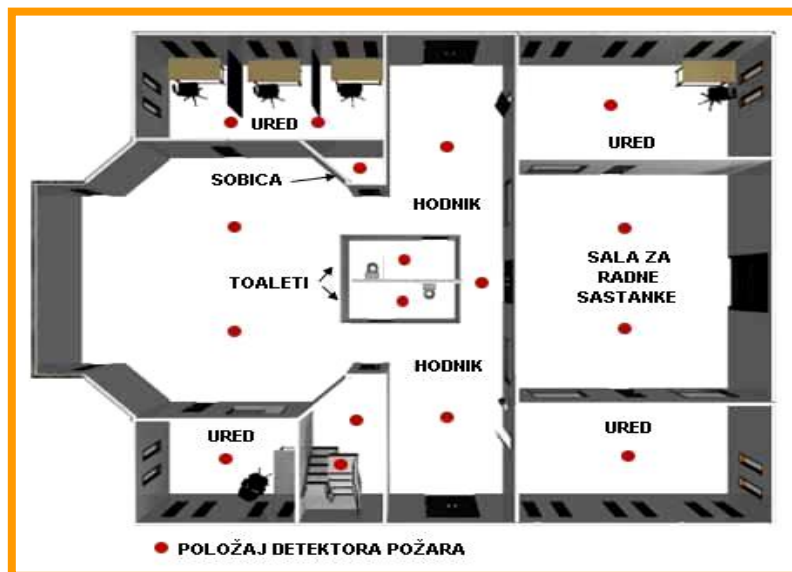 URED
URED
SOBICA
HODNIK
SALA ZA
RADNE
SASTANKE
TOALETI
HODNIK
URED
URED
POLOŽAJ DETEKTORA POŽARA